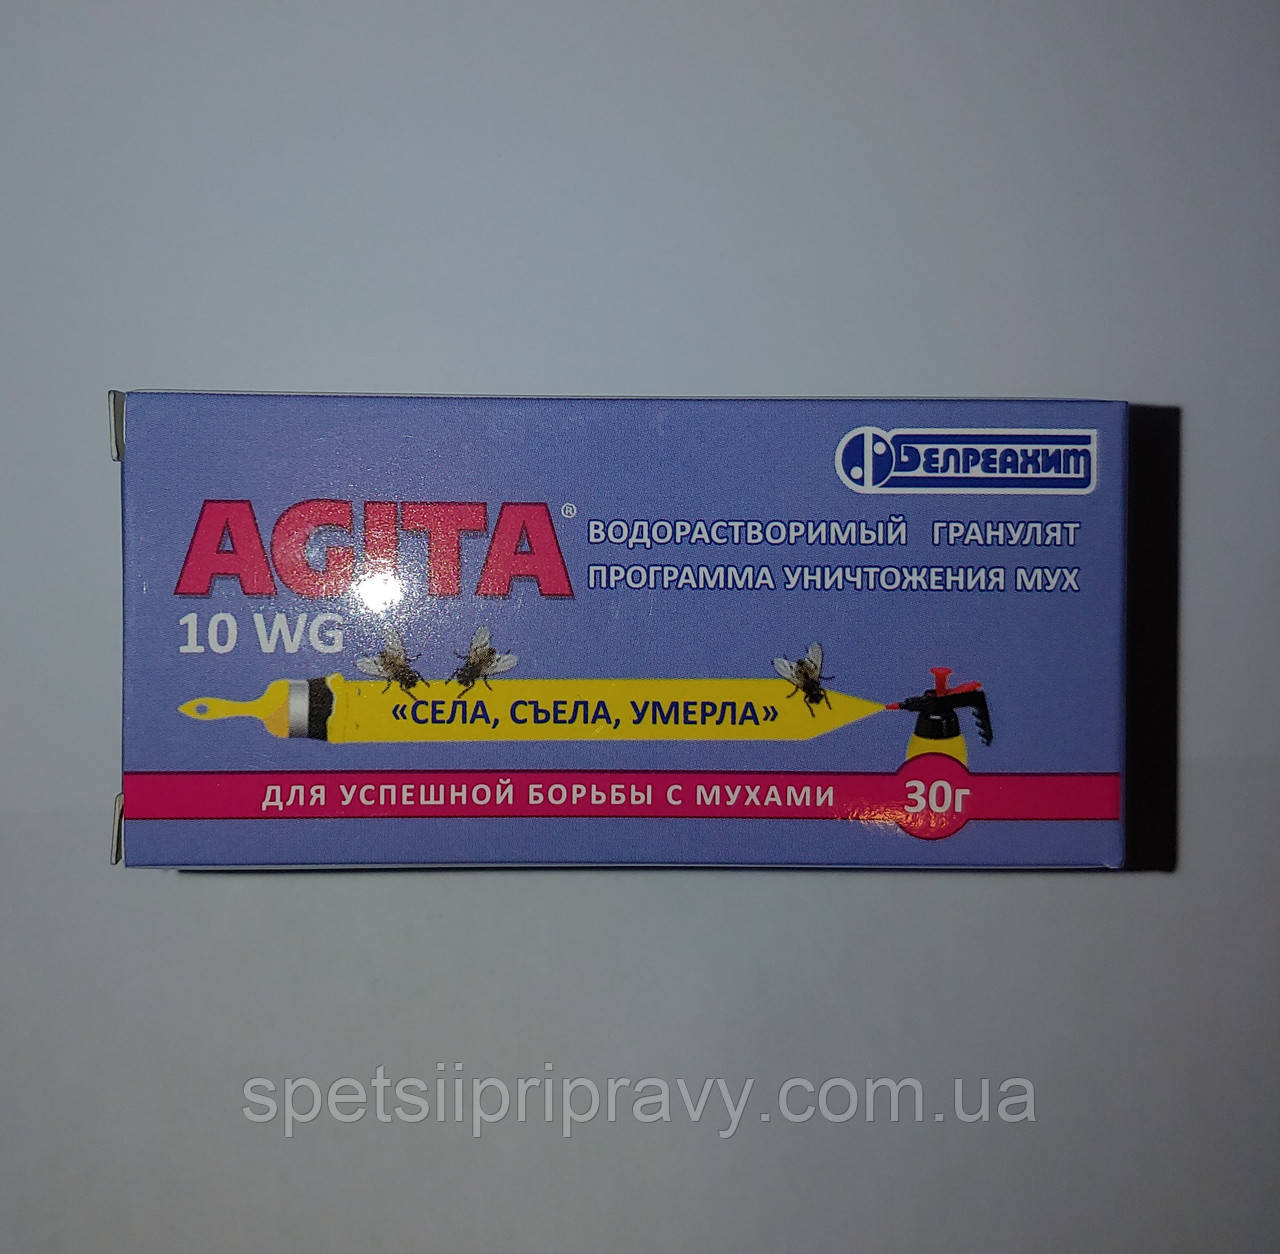 БЕЛРЕАХИМ
AGITA®
ВОДОРАСТВОРИМЫЙ ГРАНУЛЯТ
ПРОГРАММА УНИЧТОЖЕНИЯ МУХ
10 WG
«СЕЛА, СЪЕЛА, УМЕРЛА»
ДЛЯ УСПЕШНОЙ БОРЬБЫ С МУХАМИ
30г
spetsiipripravy.com.ua